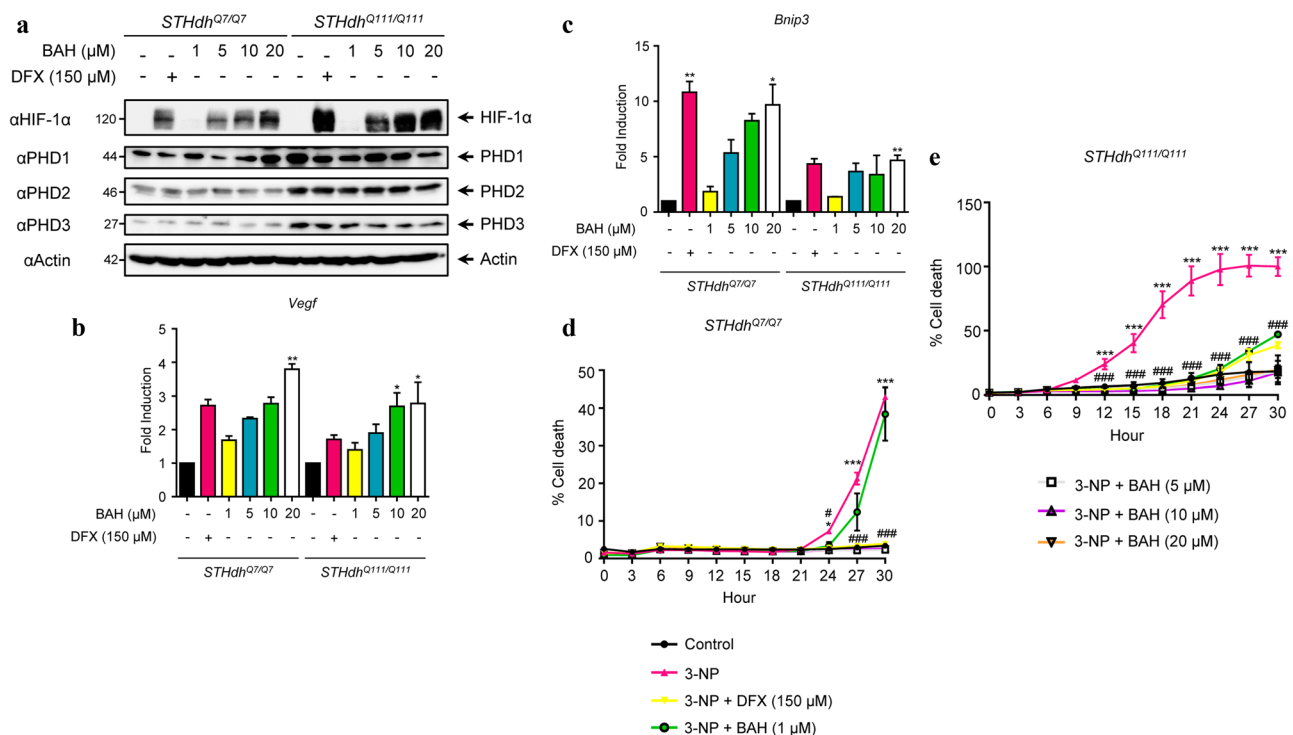 a
STHdhQ7/Q7 STHdhQ111/Q111
BAH (µM) - - 1 5 10 20 - - 1 5 10 20
DFX (150 µM) - + - - - - - + - - - -
αHIF-1α 120 HIF-1α
αPHD1 44 PHD1
αPHD2 46 PHD2
αPHD3 27 PHD3
αActin 42 Actin
b
Vegf
Fold Induction
5
4
3
2
1
0
** * *
BAH (µM) - - 1 5 10 20 - - 1 5 10 20
DFX (150 µM) - + - - - - - + - - - -
STHdhQ7/Q7 STHdhQ111/Q111
c
Bnip3
Fold Induction
15
10
5
0
** * **
BAH (µM) - - 1 5 10 20 - - 1 5 10 20
DFX (150 µM) - + - - - - - + - - - -
STHdhQ7/Q7 STHdhQ111/Q111
d
STHdhQ7/Q7
% Cell death
50
40
30
20
10
0
***
***
#
*
### ###
0 3 6 9 12 15 18 21 24 27 30
Hour
Control
3-NP
3-NP + DFX (150 µM)
3-NP + BAH (1 µM)
e
STHdhQ111/Q111
% Cell death
150
100
50
0
*** *** *** *** *** *** ***
### ### ### ### ### ### ###
0 3 6 9 12 15 18 21 24 27 30
Hour
3-NP + BAH (5 µM)
3-NP + BAH (10 µM)
3-NP + BAH (20 µM)